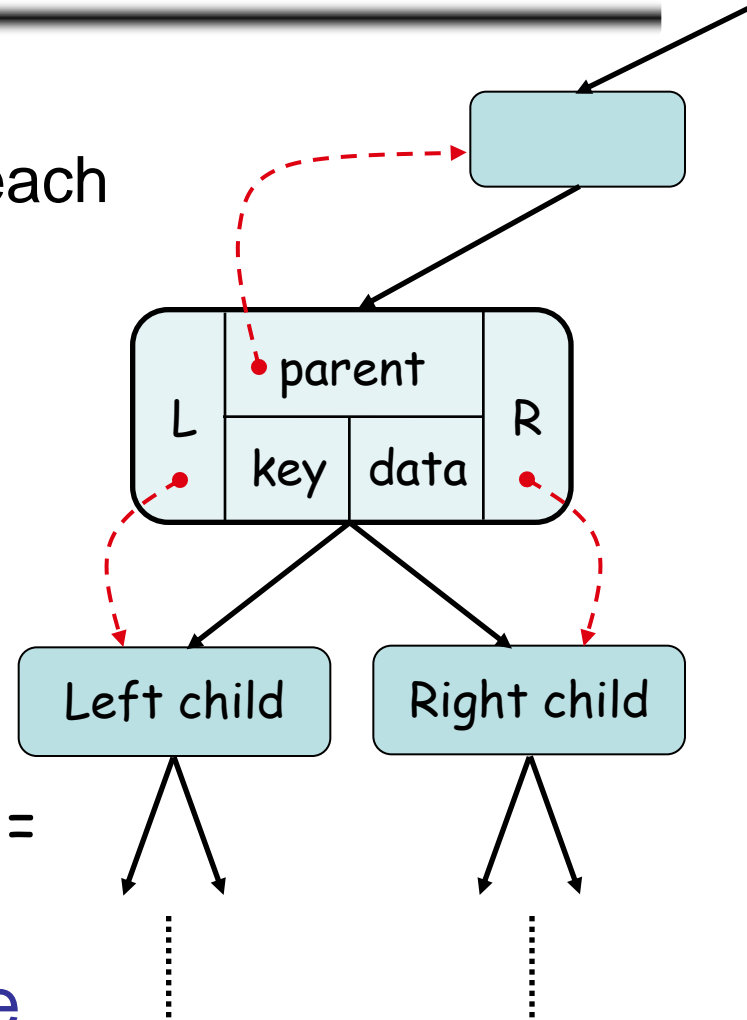 each
parent
L
R
key data
Left child
Right child
=